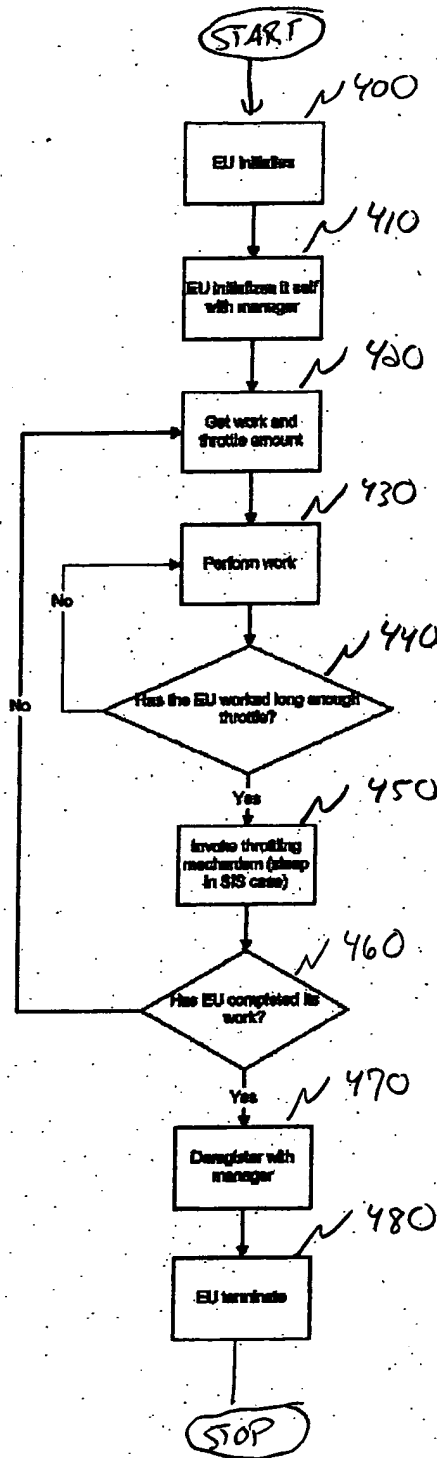 START
400
EU initializes
410
EU initializes it self
with manager
420
Get work and
throttle amount
430
Perform work
No
440
Has the EU worked long enough
throttle?
No
Yes
450
Invoke throttling
mechanism (sleep
in SIS case)
460
Has EU completed its
work?
Yes
470
Deregister with
manager
480
EU terminate
STOP